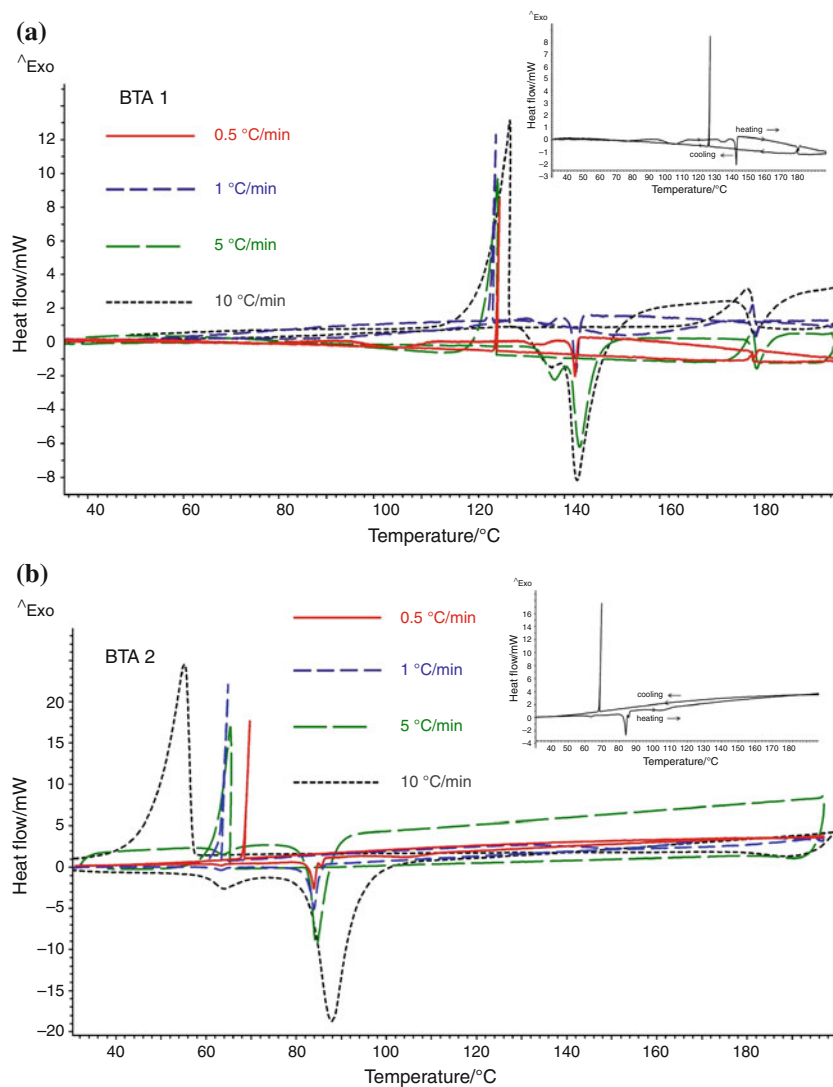 (a)
^Exo
BTA 1
0.5 °C/min
1 °C/min
5 °C/min
10 °C/min
Heat flow/mW
12
10
8
6
4
2
0
–2
–4
–6
–8
40 60 80 100 120 140 160 180
Temperature/°C
^Exo
Heat flow/mW
8
7
6
5
4
3
2
1
0
–1
–2
–3
heating
cooling
30 40 50 60 70 80 90 100 110 120 130 140 150 160 170 180
Temperature/°C
(b)
^Exo
BTA 2
0.5 °C/min
1 °C/min
5 °C/min
10 °C/min
Heat flow/mW
20
15
10
5
0
–5
–10
–15
–20
40 60 80 100 120 140 160 180
Temperature/°C
^Exo
Heat flow/mW
16
14
12
10
8
6
4
2
0
–2
–4
cooling
heating
30 40 50 60 70 80 90 100 110 120 130 140 150 160 170 180
Temperature/°C